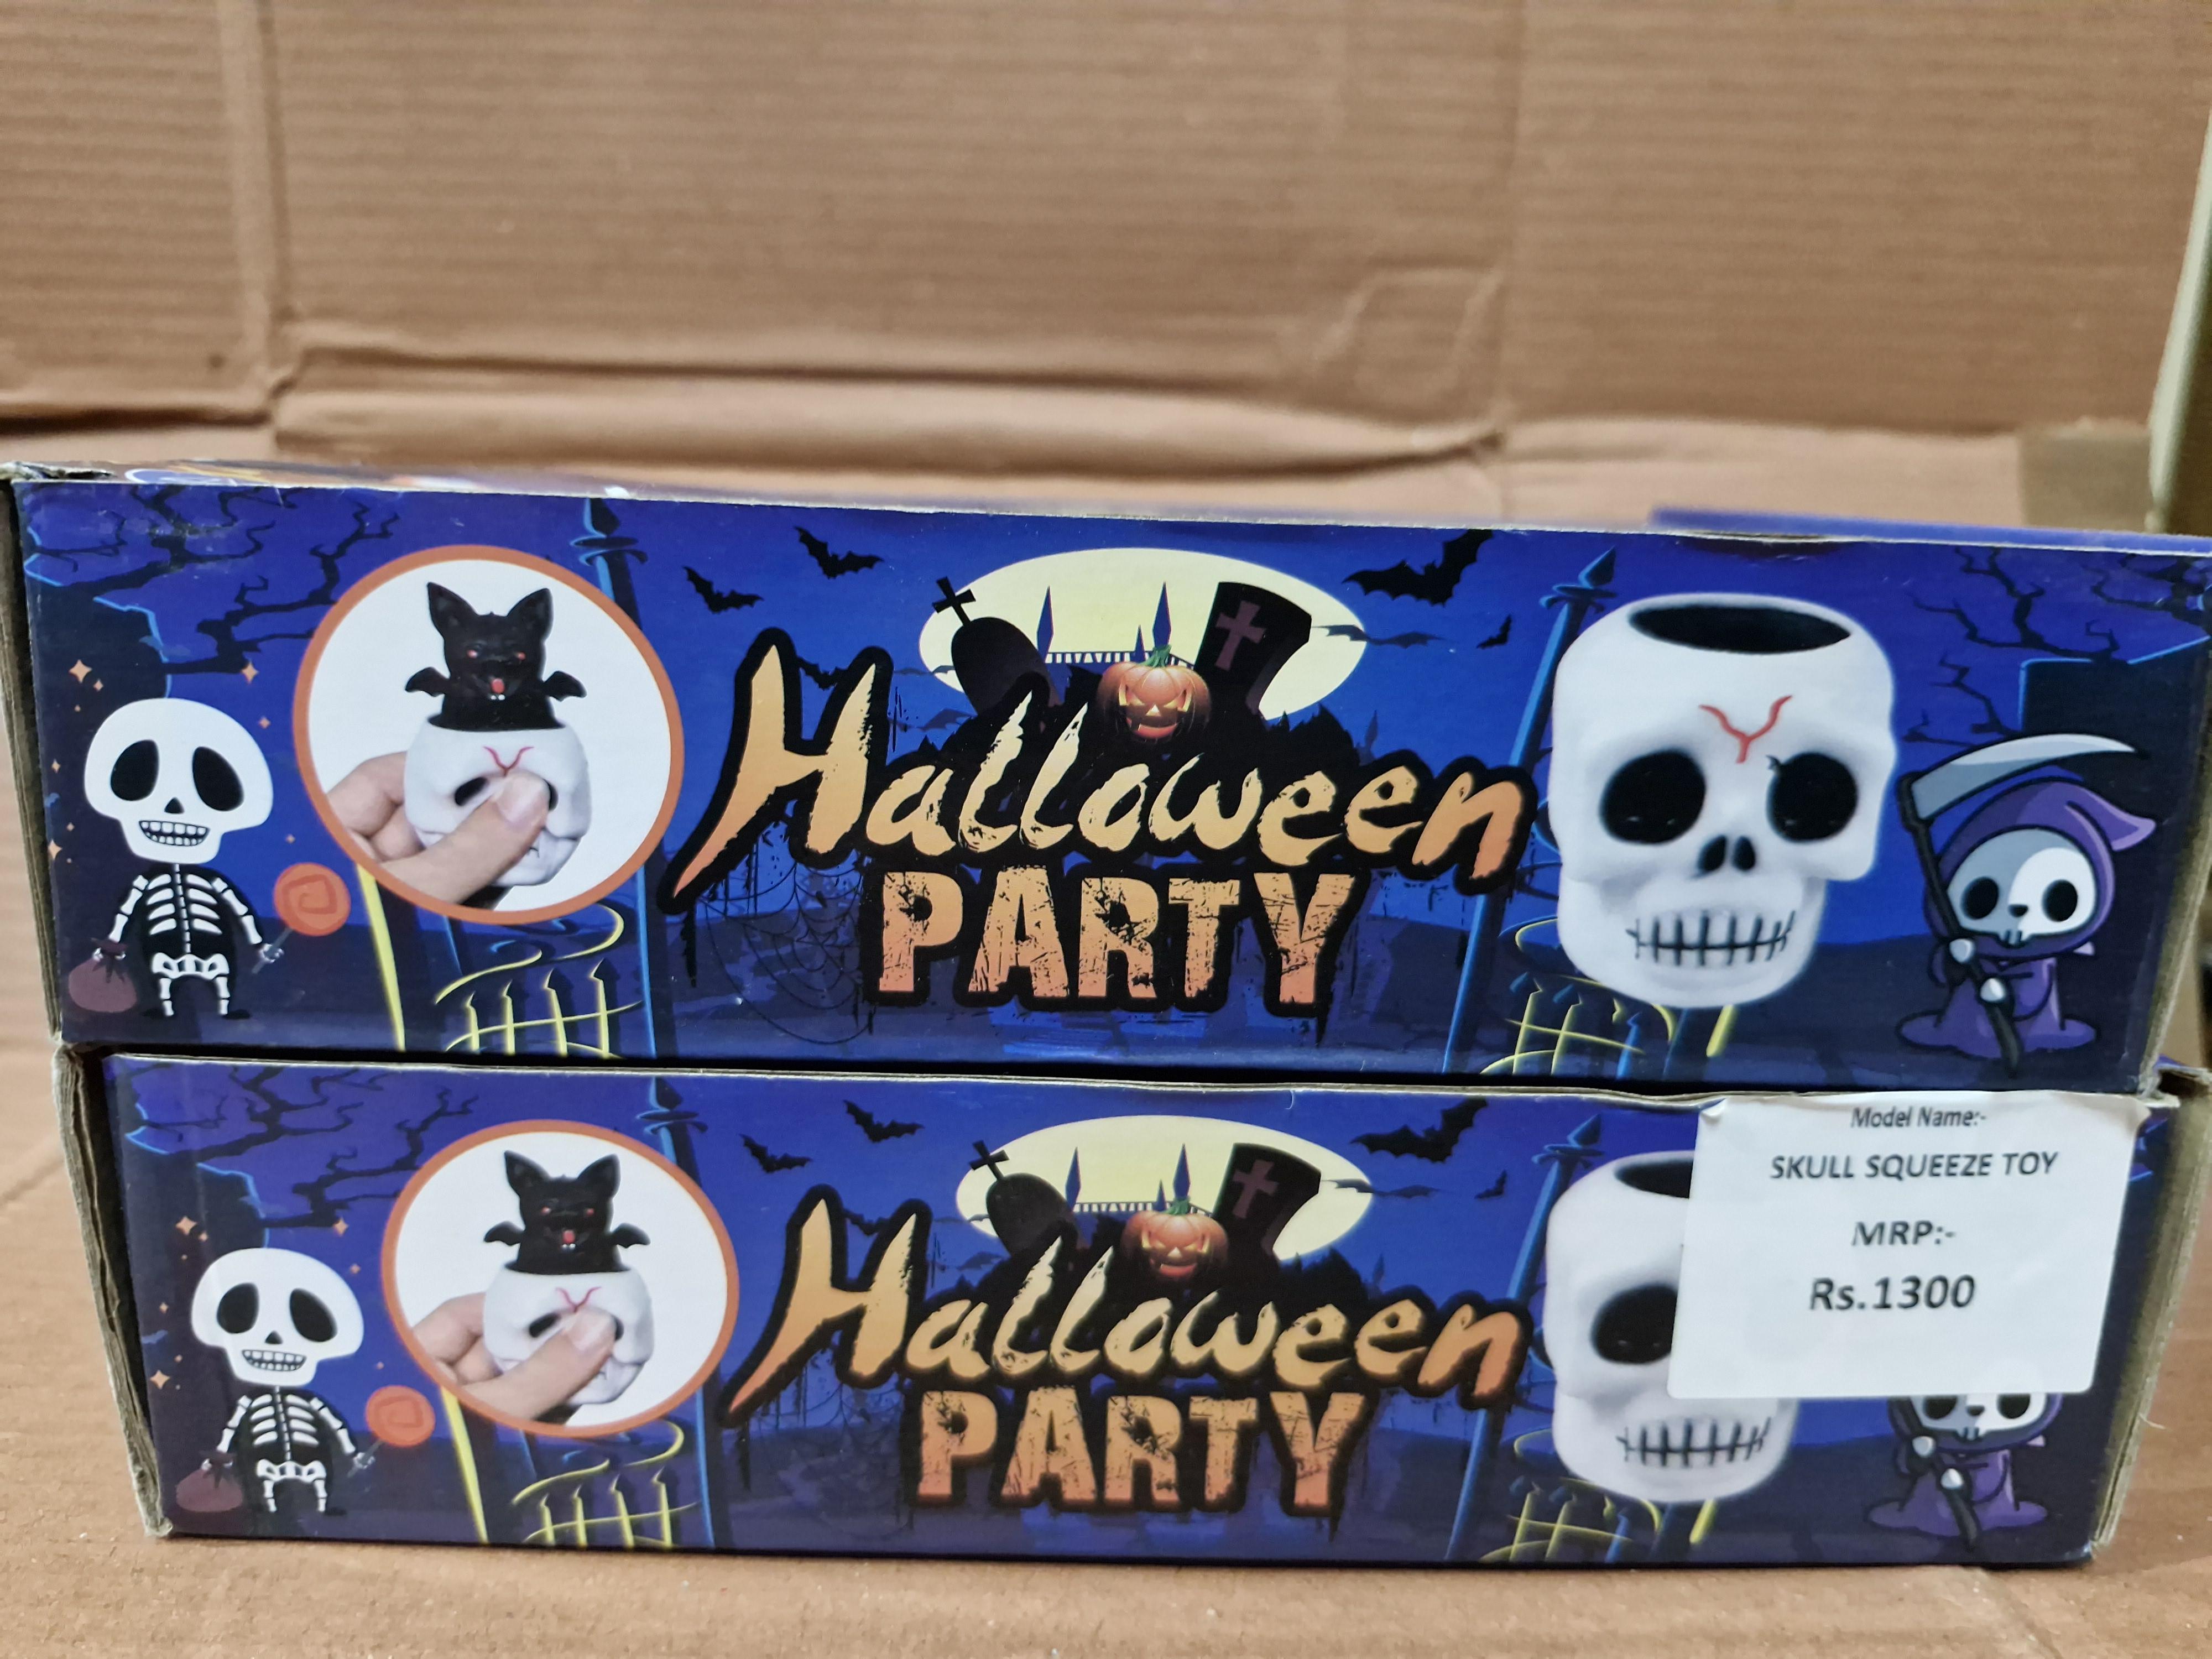 Halloween
PARTY
Halloween
PARTY
Model Name:-
SKULL SQUEEZE TOY
MRP:-
Rs.1300